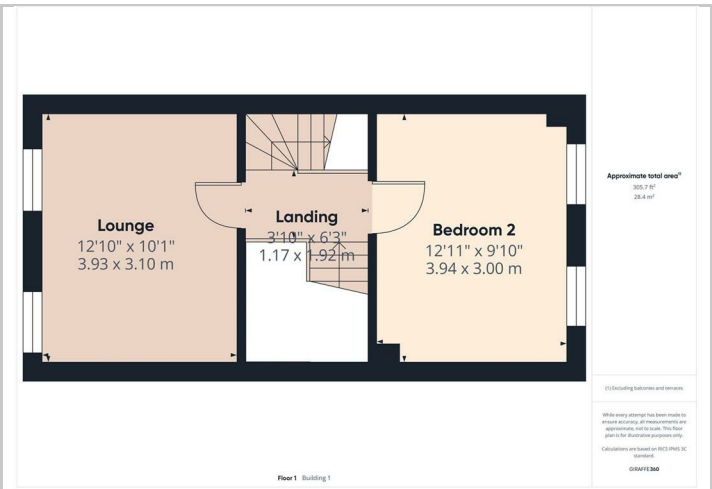 Lounge
12'10" x 10'1"
3.93 x 3.10 m
Landing
3'10" x 6'3"
1.17 x 1.92 m
Bedroom 2
12'11" x 9'10"
3.94 x 3.00 m
Approximate total area⁽¹⁾
305.7 ft²
28.4 m²
(1) Excluding balconies and terraces
While every attempt has been made to
ensure accuracy, all measurements are
approximate, not to scale. This floor
plan is for illustrative purposes only.
Calculations are based on RICS IPMS 3C
standard.
GIRAFFE360
Floor 1 Building 1